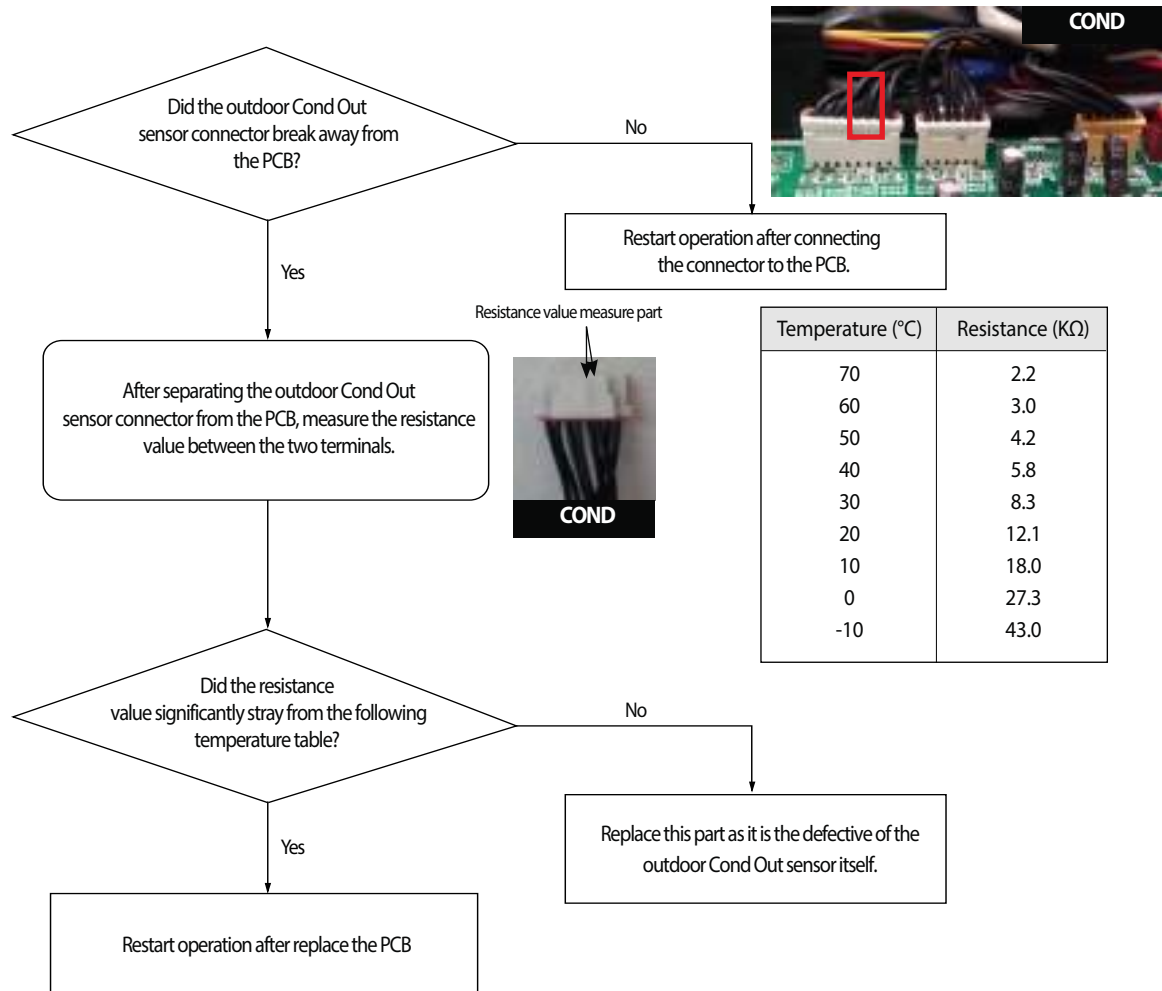 COND
Did the outdoor Cond Out
sensor connector break away from
the PCB?
No
Restart operation after connecting
the connector to the PCB.
Yes
Resistance value measure part
After separating the outdoor Cond Out
sensor connector from the PCB, measure the resistance
value between the two terminals.
COND
Temperature (°C) Resistance (KΩ)
70 2.2
60 3.0
50 4.2
40 5.8
30 8.3
20 12.1
10 18.0
0 27.3
-10 43.0
Did the resistance
value significantly stray from the following
temperature table?
No
Replace this part as it is the defective of the
outdoor Cond Out sensor itself.
Yes
Restart operation after replace the PCB